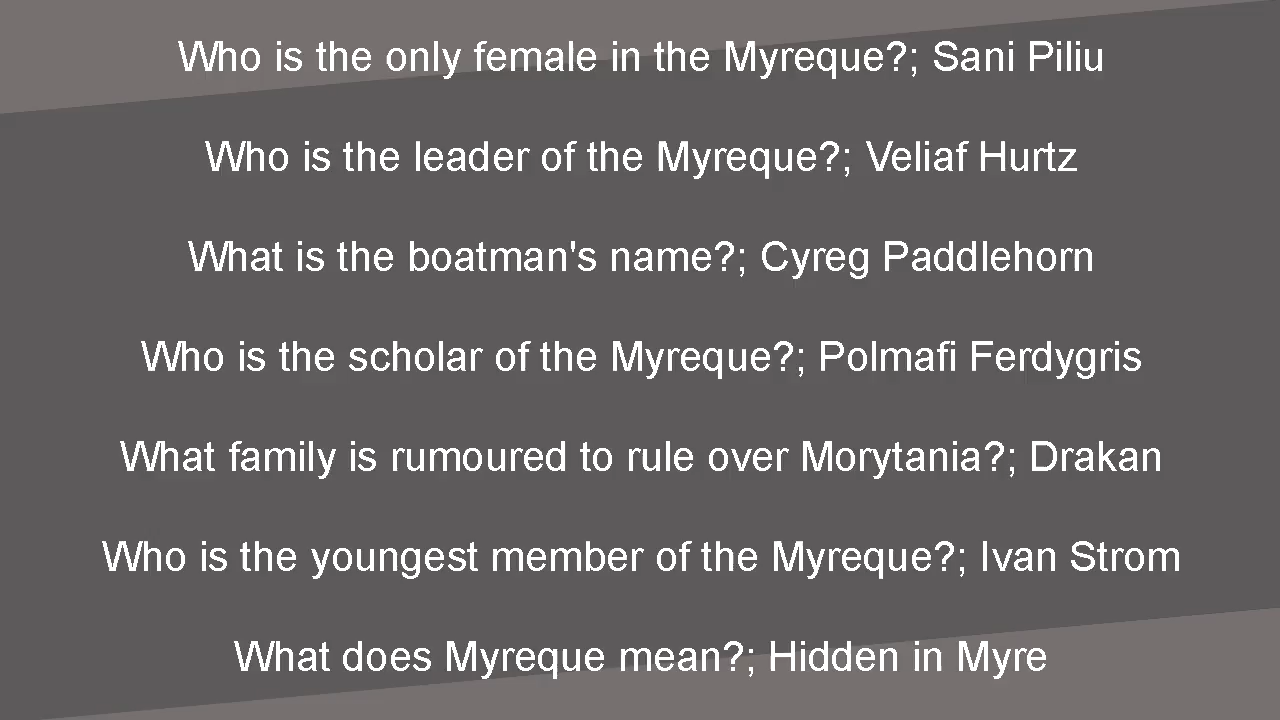 Who is the only female in the Myreque?; Sani Piliu
Who is the leader of the Myreque?; Veliaf Hurtz
What is the boatman's name?; Cyreg Paddlehorn
Who is the scholar of the Myreque?; Polmafi Ferdygris
What family is rumoured to rule over Morytania?; Drakan
Who is the youngest member of the Myreque?; Ivan Strom
What does Myreque mean?; Hidden in Myre